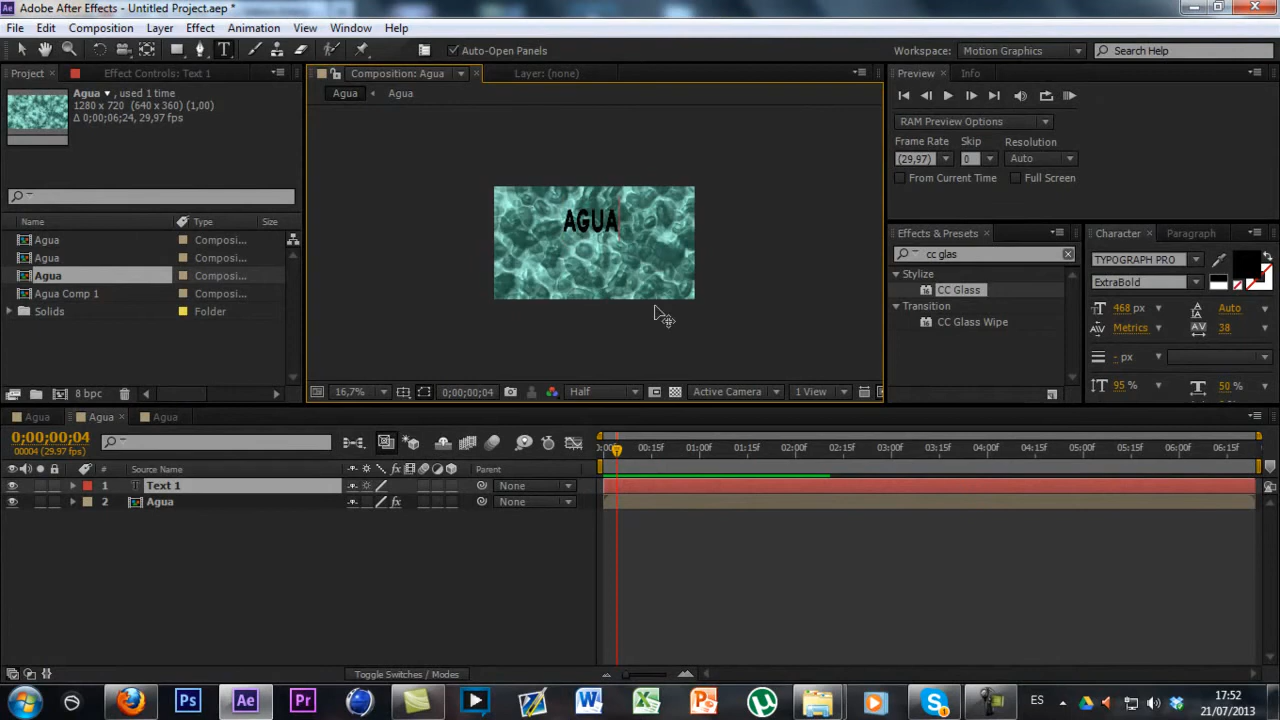 Adobe After Effects - Untitled Project.aep *
File Edit Composition Layer Effect Animation View Window Help
Auto-Open Panels
Workspace: Motion Graphics
Search Help
Project
Effect Controls: Text 1
Composition: Agua
Layer: (none)
Preview
Info
Agua , used 1 time
1280 x 720 (640 x 360) (1,00)
Δ 0;00;06;24, 29,97 fps
Agua
Agua
RAM Preview Options
Frame Rate Skip Resolution
(29,97) 0 Auto
From Current Time Full Screen
Name Type Size
Agua Composi...
Agua Composi...
Agua Composi...
Agua Comp 1 Composi...
Solids Folder
AGUA
Effects & Presets
cc glas
Stylize
CC Glass
Transition
CC Glass Wipe
Character
Paragraph
TYPOGRAPH PRO
ExtraBold
468 px Auto
Metrics 38
- px
95 % 50 %
8 bpc
16,7% 0;00;00;04 Half Active Camera 1 View
Agua Agua Agua
0;00;00;04
00004 (29.97 fps)
:00f 00:15f 01:00f 01:15f 02:00f 02:15f 03:00f 03:15f 04:00f 04:15f 05:00f 05:15f 06:00f 06:15f
# Source Name Parent
1 Text 1 None
2 Agua None
Toggle Switches / Modes
ES
17:52
21/07/2013